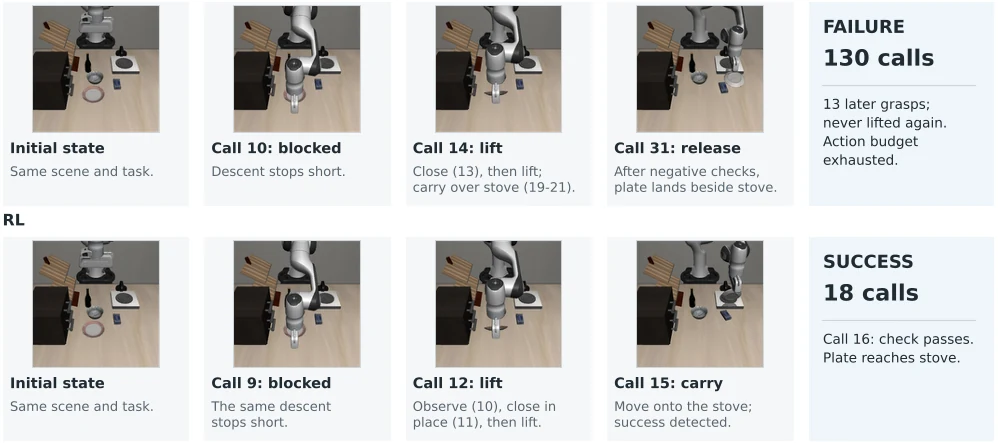 Initial state
Same scene and task.
Call 10: blocked
Descent stops short.
Call 14: lift
Close (13), then lift;
carry over stove (19-21).
Call 31: release
After negative checks,
plate lands beside stove.
FAILURE
130 calls
13 later grasps;
never lifted again.
Action budget
exhausted.
RL
Initial state
Same scene and task.
Call 9: blocked
The same descent
stops short.
Call 12: lift
Observe (10), close in
place (11), then lift.
Call 15: carry
Move onto the stove;
success detected.
SUCCESS
18 calls
Call 16: check passes.
Plate reaches stove.